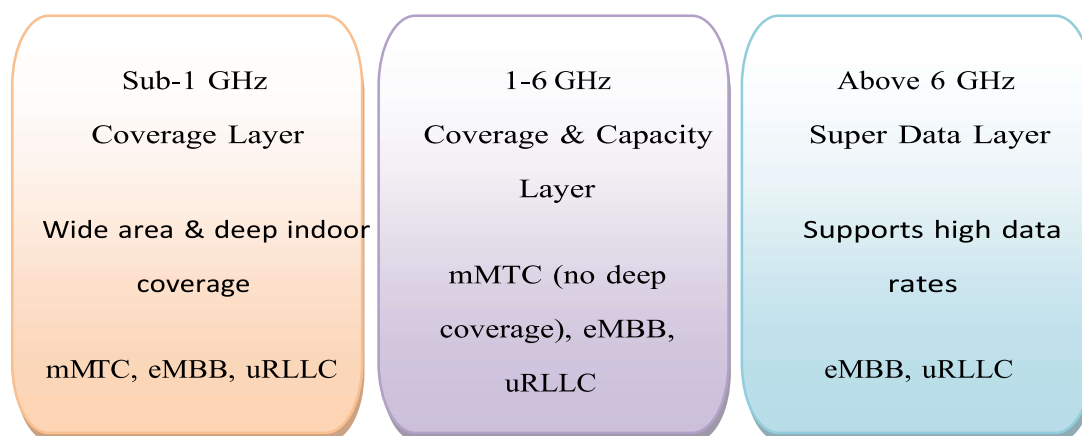 Sub-1 GHz
Coverage Layer
Wide area & deep indoor
coverage
mMTC, eMBB, uRLLC
1-6 GHz
Coverage & Capacity
Layer
mMTC (no deep
coverage), eMBB,
uRLLC
Above 6 GHz
Super Data Layer
Supports high data
rates
eMBB, uRLLC